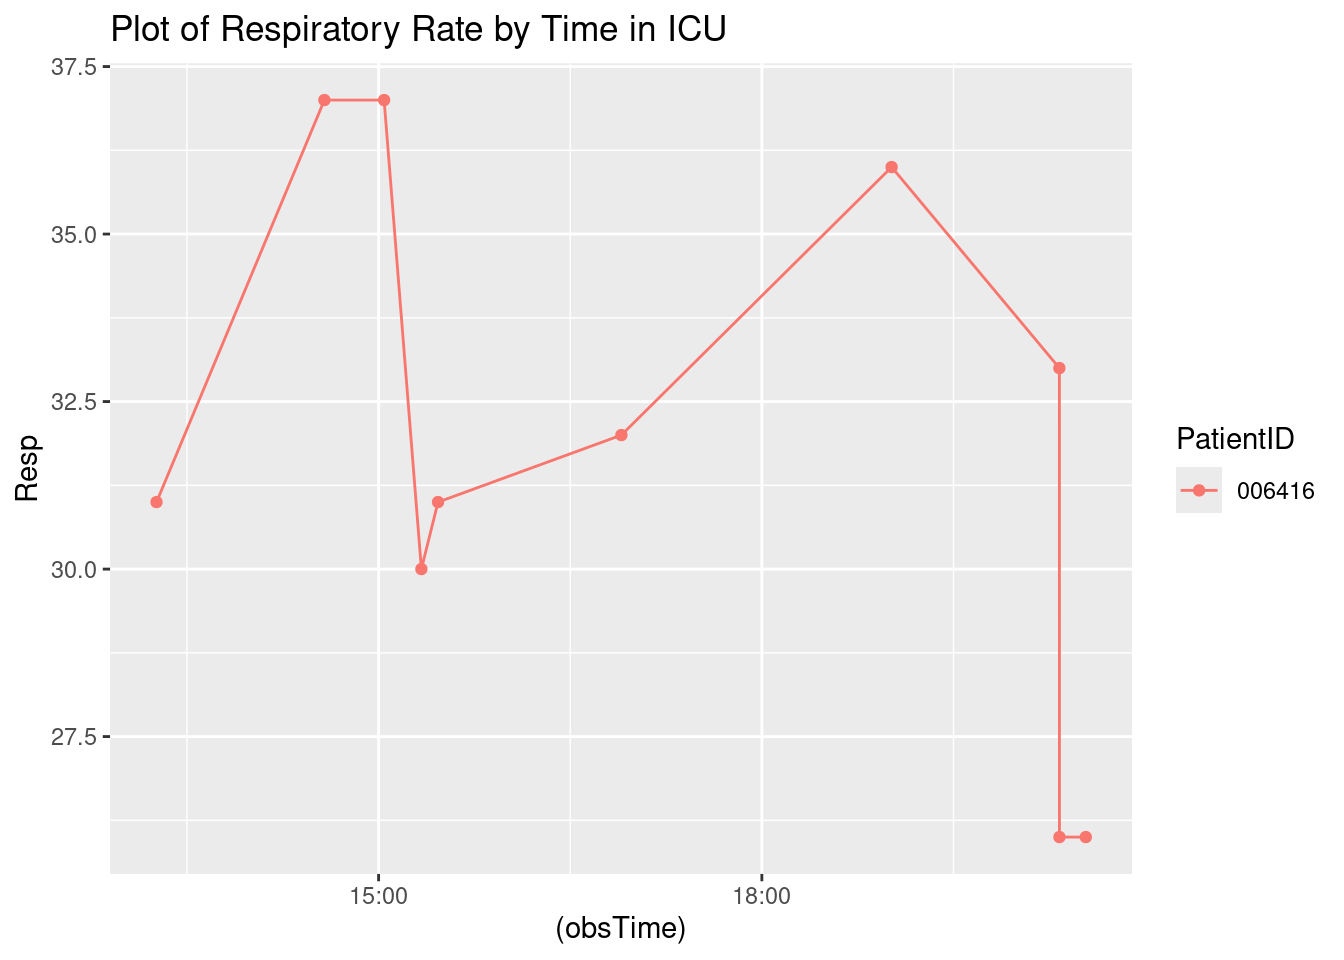 Plot of Respiratory Rate by Time in ICU
37.5
35.0
32.5
30.0
27.5
Resp
15:00 18:00
(obsTime)
PatientID
006416